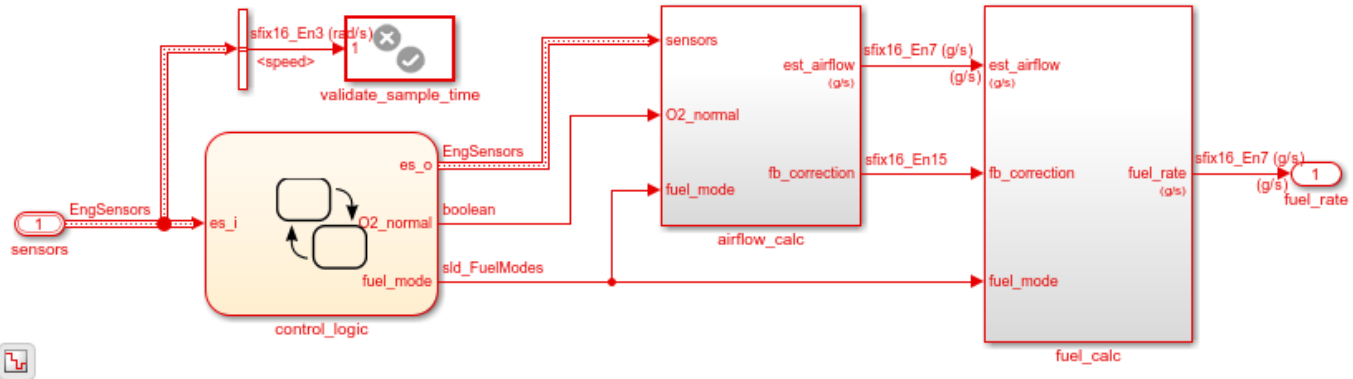 sfix16_En3 (rad/s)
1
<speed>
validate_sample_time
EngSensors
1
sensors
es_i
es_o
EngSensors
O2_normal
boolean
fuel_mode
sld_FuelModes
control_logic
sensors
O2_normal
fuel_mode
est_airflow
(g/s)
fb_correction
airflow_calc
sfix16_En7 (g/s)
(g/s)
sfix16_En15
est_airflow
(g/s)
fb_correction
fuel_mode
fuel_rate
(g/s)
fuel_calc
sfix16_En7 (g/s)
(g/s)
1
fuel_rate